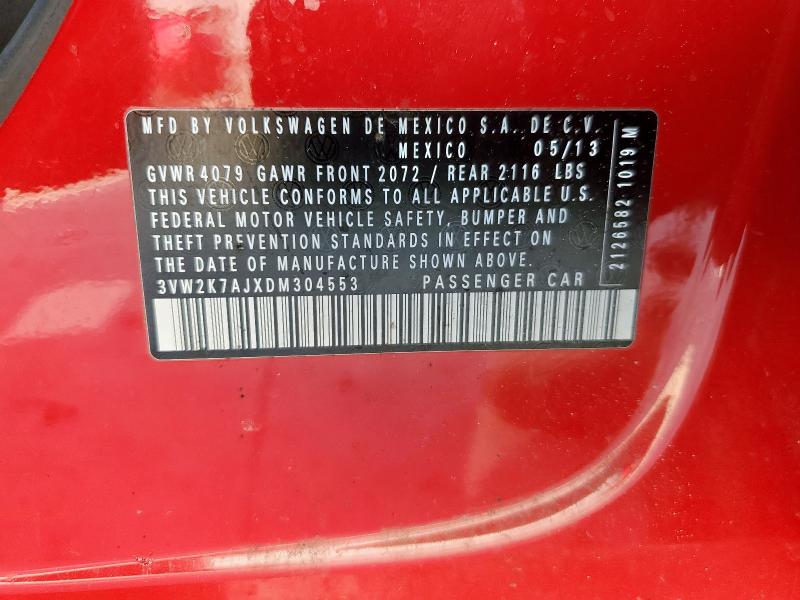 MFD BY VOLKSWAGEN DE MEXICO S.A. DE C.V.
MEXICO 05/13
GVWR 4079 GAWR FRONT 2072 / REAR 2116 LBS
THIS VEHICLE CONFORMS TO ALL APPLICABLE U.S.
FEDERAL MOTOR VEHICLE SAFETY, BUMPER AND
THEFT PREVENTION STANDARDS IN EFFECT ON
THE DATE OF MANUFACTURE SHOWN ABOVE.
3VW2K7AJXDM304553 PASSENGER CAR
2126582 1019 M